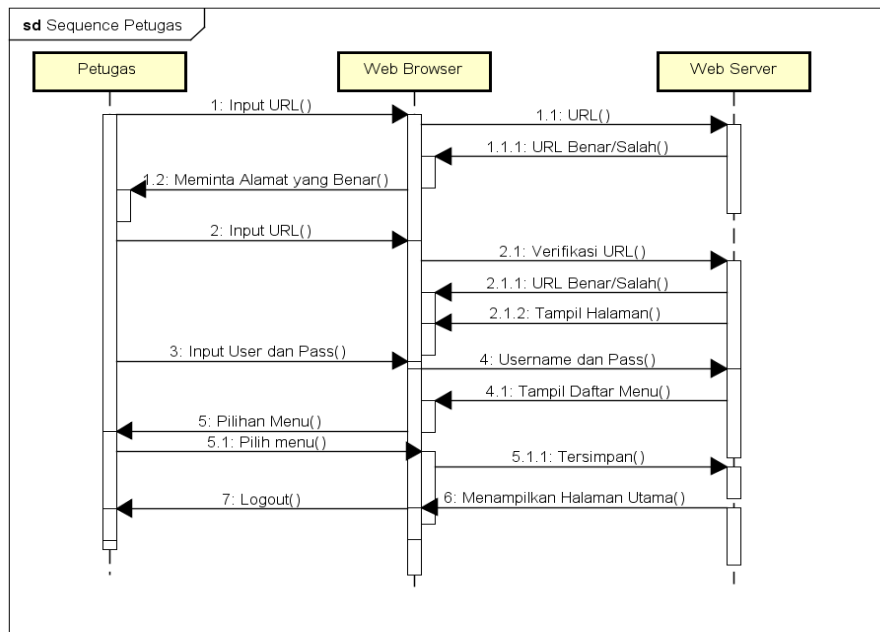 sd Sequence Petugas
Petugas
Web Browser
Web Server
1: Input URL()
1.1: URL()
1.1.1: URL Benar/Salah()
1.2: Meminta Alamat yang Benar()
2: Input URL()
2.1: Verifikasi URL()
2.1.1: URL Benar/Salah()
2.1.2: Tampil Halaman()
3: Input User dan Pass()
4: Username dan Pass()
4.1: Tampil Daftar Menu()
5: Pilihan Menu()
5.1: Pilih menu()
5.1.1: Tersimpan()
6: Menampilkan Halaman Utama()
7: Logout()